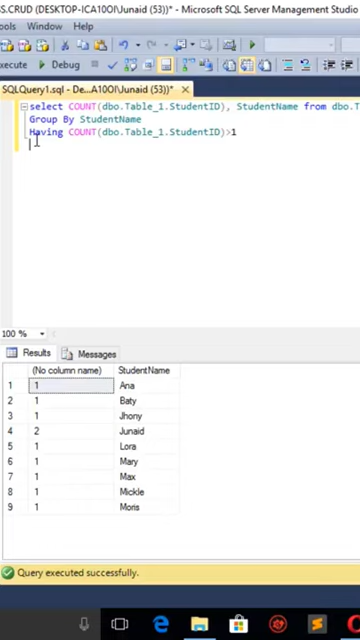 SS.CRUD (DESKTOP-ICA10OI\Junaid (53))* - Microsoft SQL Server Management Studio
Window Help
Execute Debug
SQLQuery1.sql - De...A10OI\Junaid (53))*
select COUNT(dbo.Table_1.StudentID), StudentName from dbo.T
Group By StudentName
Having COUNT(dbo.Table_1.StudentID)>1
100 %
Results Messages
(No column name) StudentName
1 1 Ana
2 1 Baty
3 1 Jhony
4 2 Junaid
5 1 Lora
6 1 Mary
7 1 Max
8 1 Mickle
9 1 Moris
Query executed successfully.